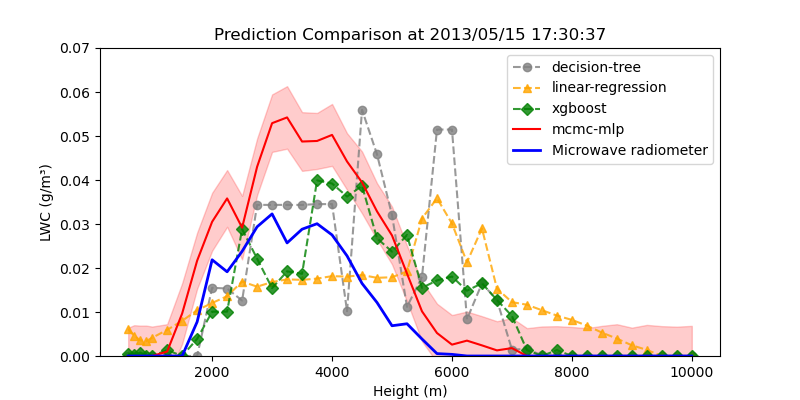 Prediction Comparison at 2013/05/15 17:30:37
0.07
0.06
0.05
0.04
0.03
0.02
0.01
0.00
LWC (g/m³)
decision-tree
linear-regression
xgboost
mcmc-mlp
Microwave radiometer
2000 4000 6000 8000 10000
Height (m)